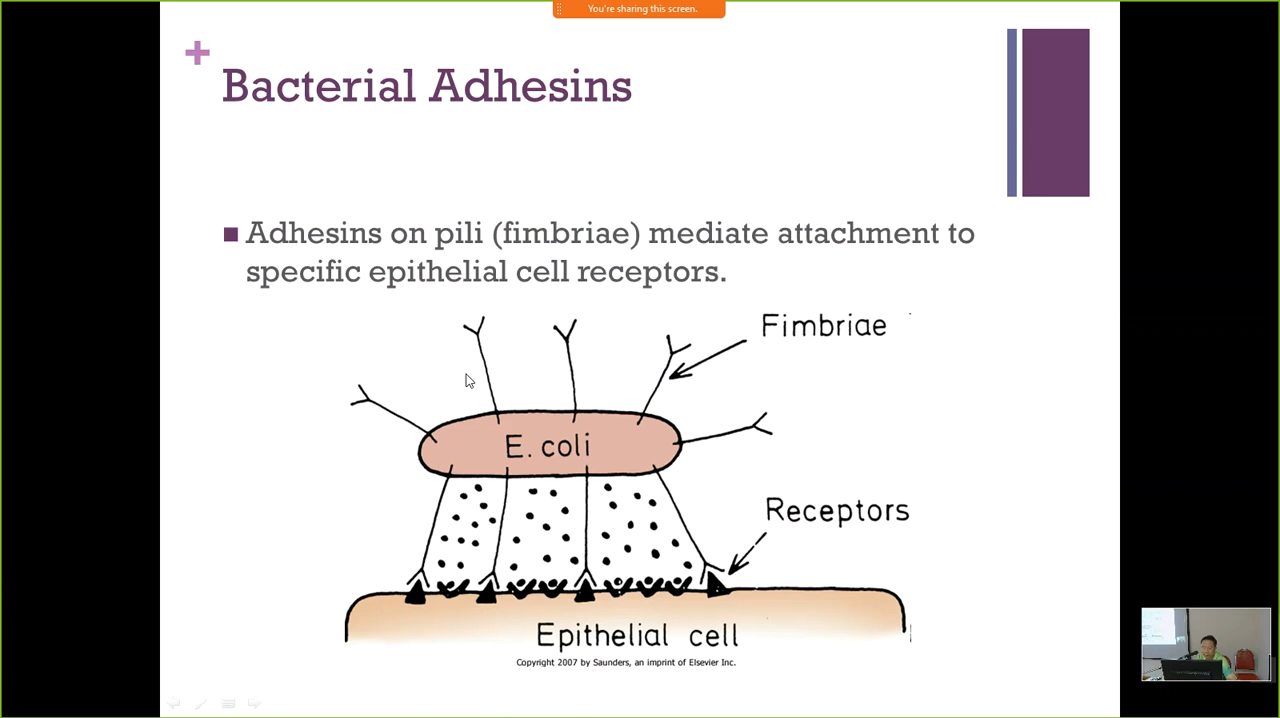 You're sharing this screen.
+
Bacterial Adhesins
Adhesins on pili (fimbriae) mediate attachment to
specific epithelial cell receptors.
Fimbriae
E. coli
Receptors
Epithelial cell
Copyright 2007 by Saunders, an imprint of Elsevier Inc.